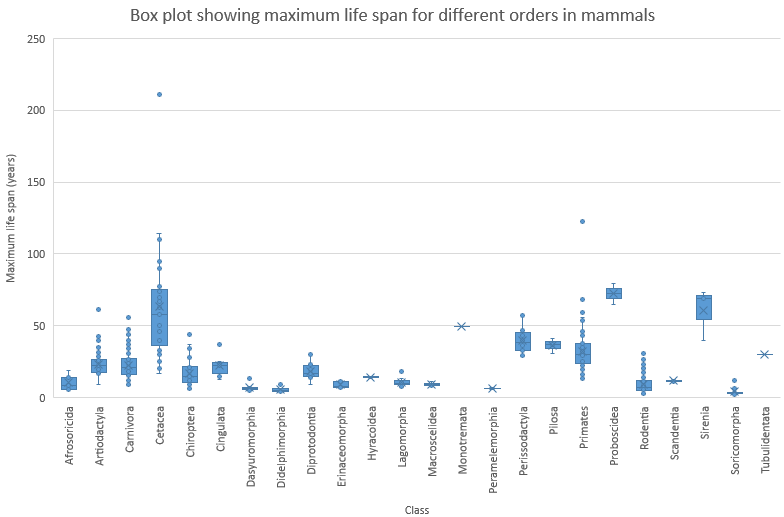 Box plot showing maximum life span for different orders in mammals
Maximum life span (years)
250
200
150
100
50
0
Afrosoricida
Artiodactyla
Carnivora
Cetacea
Chiroptera
Cingulata
Dasyuromorphia
Didelphimorphia
Diprotodontia
Erinaceomorpha
Hyracoidea
Lagomorpha
Macroscelidea
Monotremata
Peramelemorphia
Perissodactyla
Pilosa
Primates
Proboscidea
Rodentia
Scandentia
Sirenia
Soricomorpha
Tubulidentata
Class